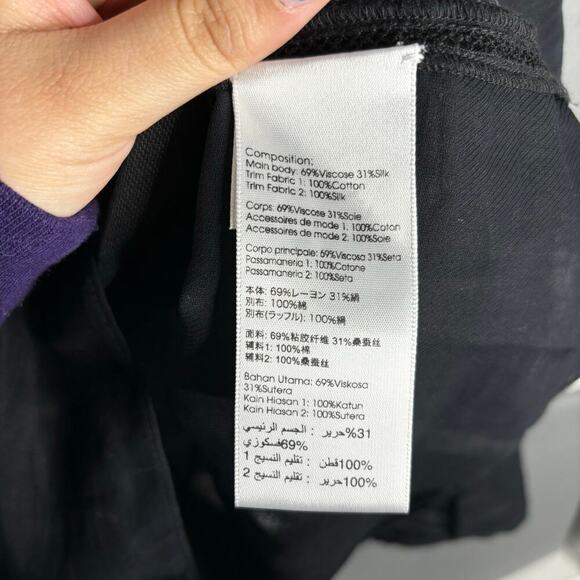 Composition:
Main body: 69%Viscose 31%Silk
Trim Fabric 1: 100%Cotton
Trim Fabric 2: 100%Silk
Corps: 69%Viscose 31%Soie
Accessoires de mode 1: 100%Coton
Accessoires de mode 2: 100%Soie
Corpo principale: 69%Viscosa 31%Seta
Passamaneria 1: 100%Cotone
Passamaneria 2: 100%Seta
本体: 69%レーヨン 31%絹
別布: 100%綿
別布(ラッフル): 100%絹
面料: 69%粘胶纤维 31%桑蚕丝
辅料1: 100%棉
辅料2: 100%桑蚕丝
Bahan Utama: 69%Viskosa
31%Sutera
Kain Hiasan 1: 100%Katun
Kain Hiasan 2: 100%Sutera
الجسم الرئيسي : حرير%31
69%فسكوزي
تقليم النسيج 1 : قطن%100
تقليم النسيج 2 : حرير%100